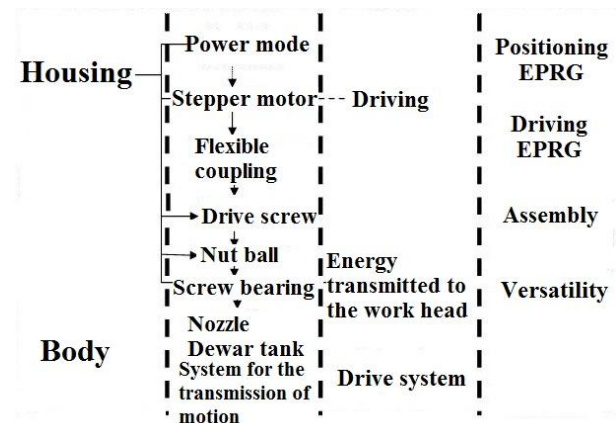 Housing
Body
Power mode
Stepper motor
Flexible
coupling
Drive screw
Nut ball
Screw bearing
Nozzle
Dewar tank
System for the
transmission of
motion
Driving
Energy
transmitted to
the work head
Drive system
Positioning
EPRG
Driving
EPRG
Assembly
Versatility